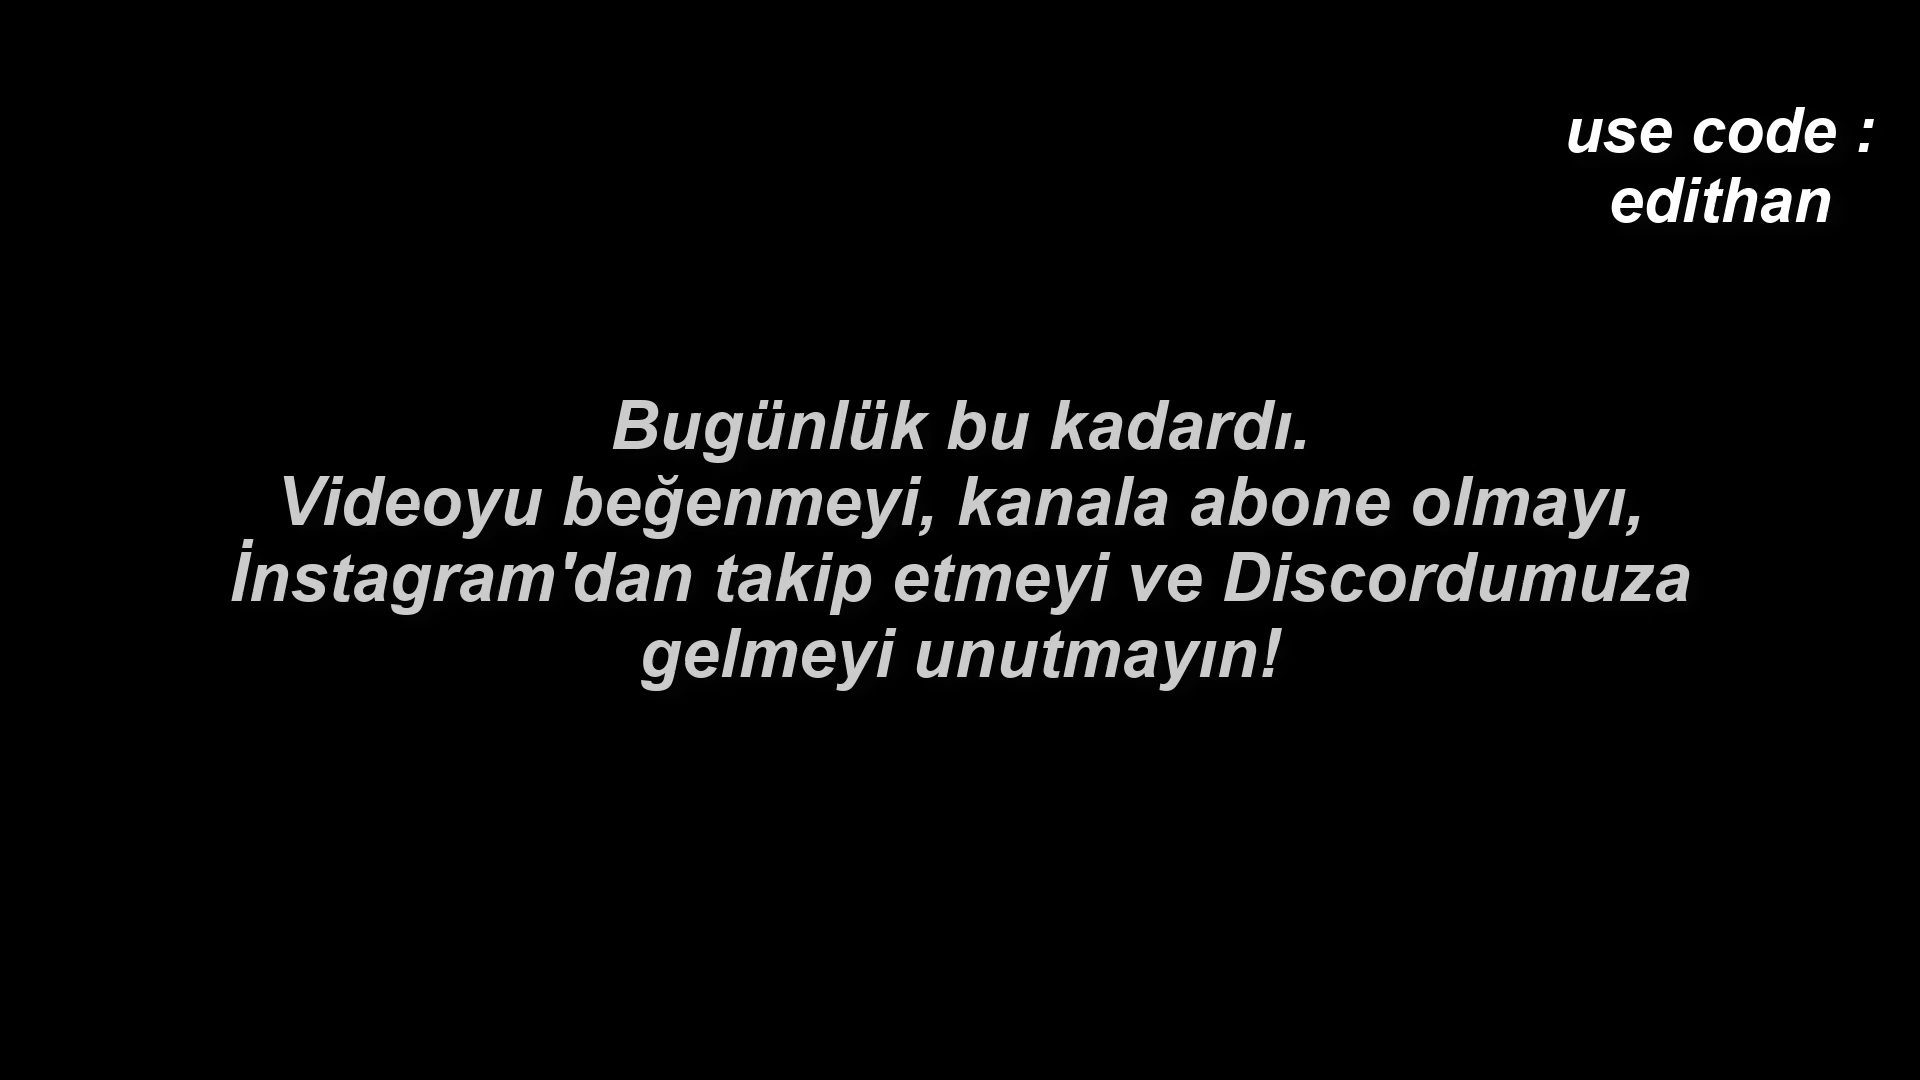 use code :
edithan
Bugünlük bu kadardı.
Videoyu beğenmeyi, kanala abone olmayı,
İnstagram'dan takip etmeyi ve Discordumuza
gelmeyi unutmayın!